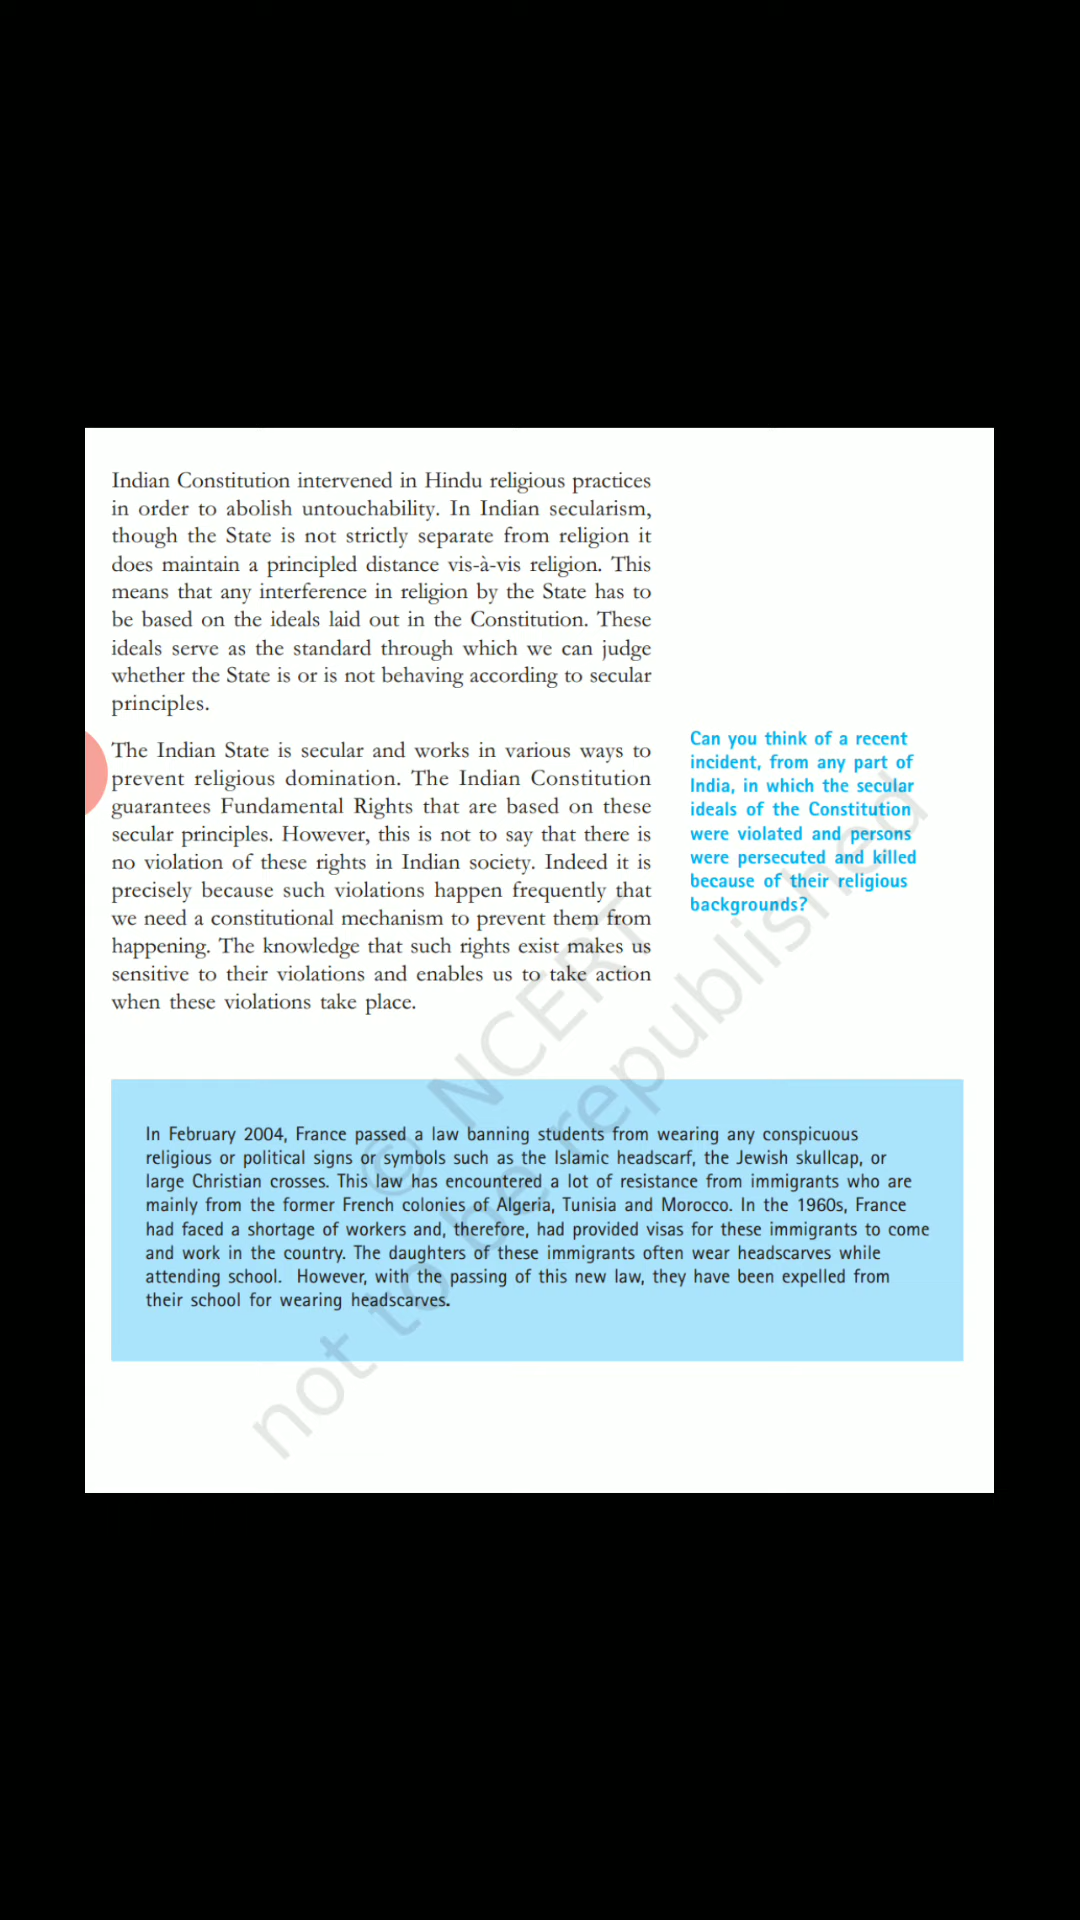 Indian Constitution intervened in Hindu religious practices
in order to abolish untouchability. In Indian secularism,
though the State is not strictly separate from religion it
does maintain a principled distance vis-à-vis religion. This
means that any interference in religion by the State has to
be based on the ideals laid out in the Constitution. These
ideals serve as the standard through which we can judge
whether the State is or is not behaving according to secular
principles.
The Indian State is secular and works in various ways to
prevent religious domination. The Indian Constitution
guarantees Fundamental Rights that are based on these
secular principles. However, this is not to say that there is
no violation of these rights in Indian society. Indeed it is
precisely because such violations happen frequently that
we need a constitutional mechanism to prevent them from
happening. The knowledge that such rights exist makes us
sensitive to their violations and enables us to take action
when these violations take place.
Can you think of a recent
incident, from any part of
India, in which the secular
ideals of the Constitution
were violated and persons
were persecuted and killed
because of their religious
backgrounds?
In February 2004, France passed a law banning students from wearing any conspicuous
religious or political signs or symbols such as the Islamic headscarf, the Jewish skullcap, or
large Christian crosses. This law has encountered a lot of resistance from immigrants who are
mainly from the former French colonies of Algeria, Tunisia and Morocco. In the 1960s, France
had faced a shortage of workers and, therefore, had provided visas for these immigrants to come
and work in the country. The daughters of these immigrants often wear headscarves while
attending school. However, with the passing of this new law, they have been expelled from
their school for wearing headscarves.
© NCERT
not to be republished